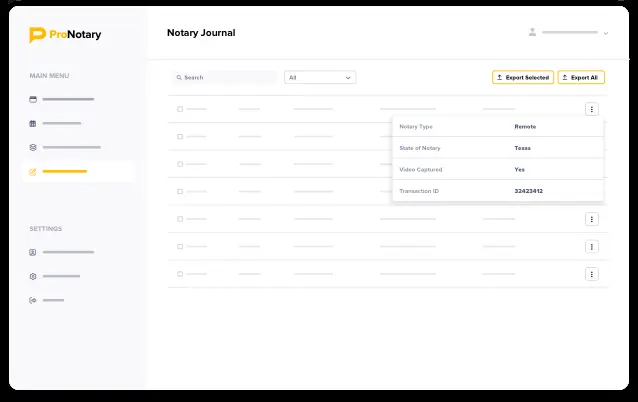 ProNotary
Notary Journal
MAIN MENU
Search
All
Export Selected
Export All
Notary Type Remote
State of Notary Texas
Video Captured Yes
Transaction ID 32423412
SETTINGS